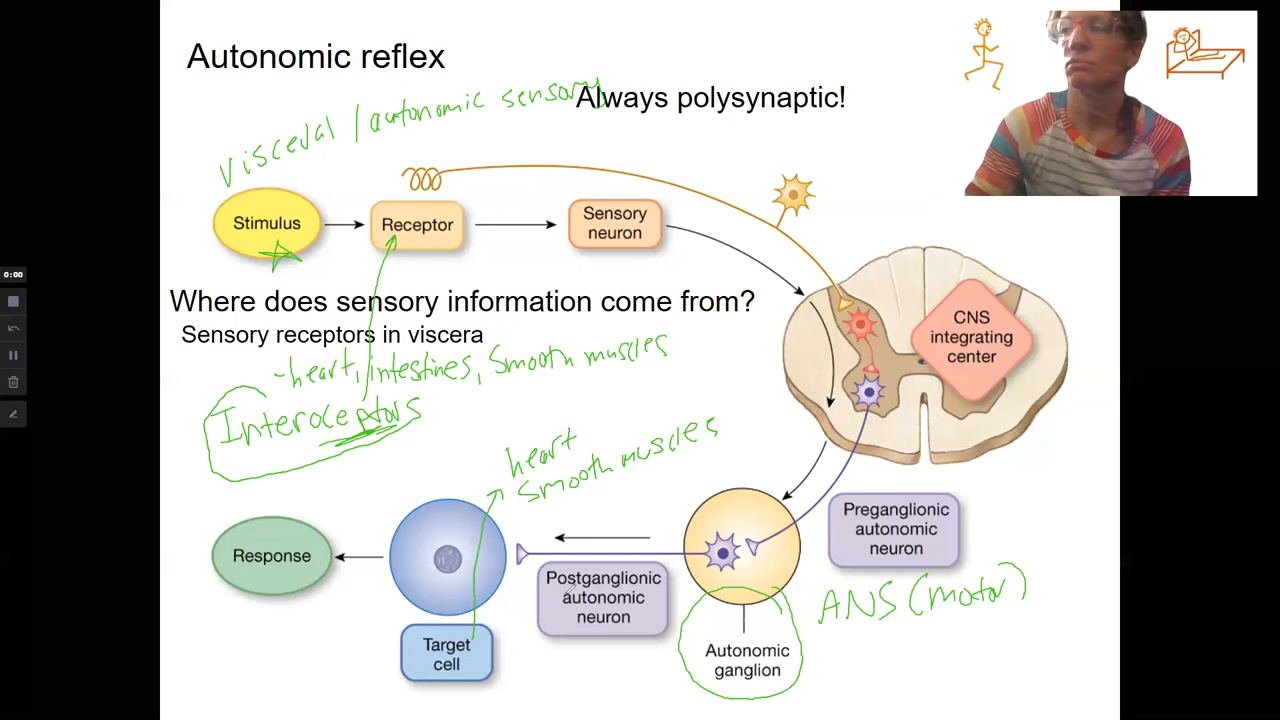 Autonomic reflex
Always polysynaptic!
visceral / autonomic sensory
Stimulus
Receptor
Sensory
neuron
CNS
integrating
center
0:00
Where does sensory information come from?
Sensory receptors in viscera
-heart, intestines, Smooth muscles
Interoceptors
heart
Smooth muscles
Preganglionic
autonomic
neuron
ANS (motor)
Response
Postganglionic
autonomic
neuron
Target
cell
Autonomic
ganglion